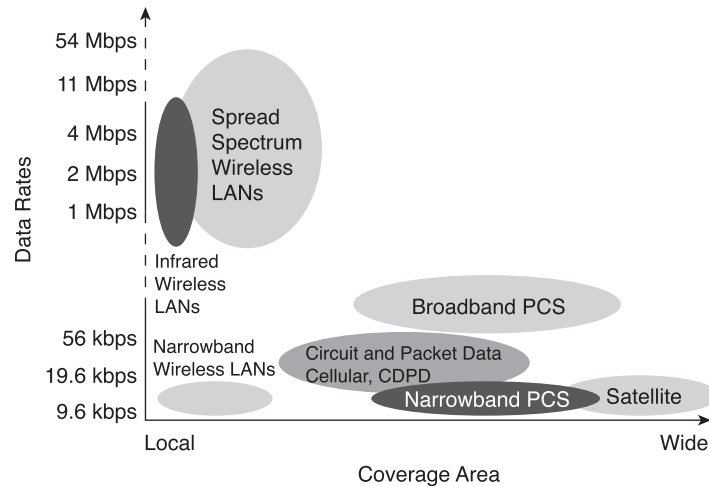 54 Mbps
11 Mbps
4 Mbps
2 Mbps
1 Mbps
56 kbps
19.6 kbps
9.6 kbps
Data Rates
Spread
Spectrum
Wireless
LANs
Infrared
Wireless
LANs
Broadband PCS
Narrowband
Wireless LANs
Circuit and Packet Data
Cellular, CDPD
Narrowband PCS
Satellite
Local
Wide
Coverage Area